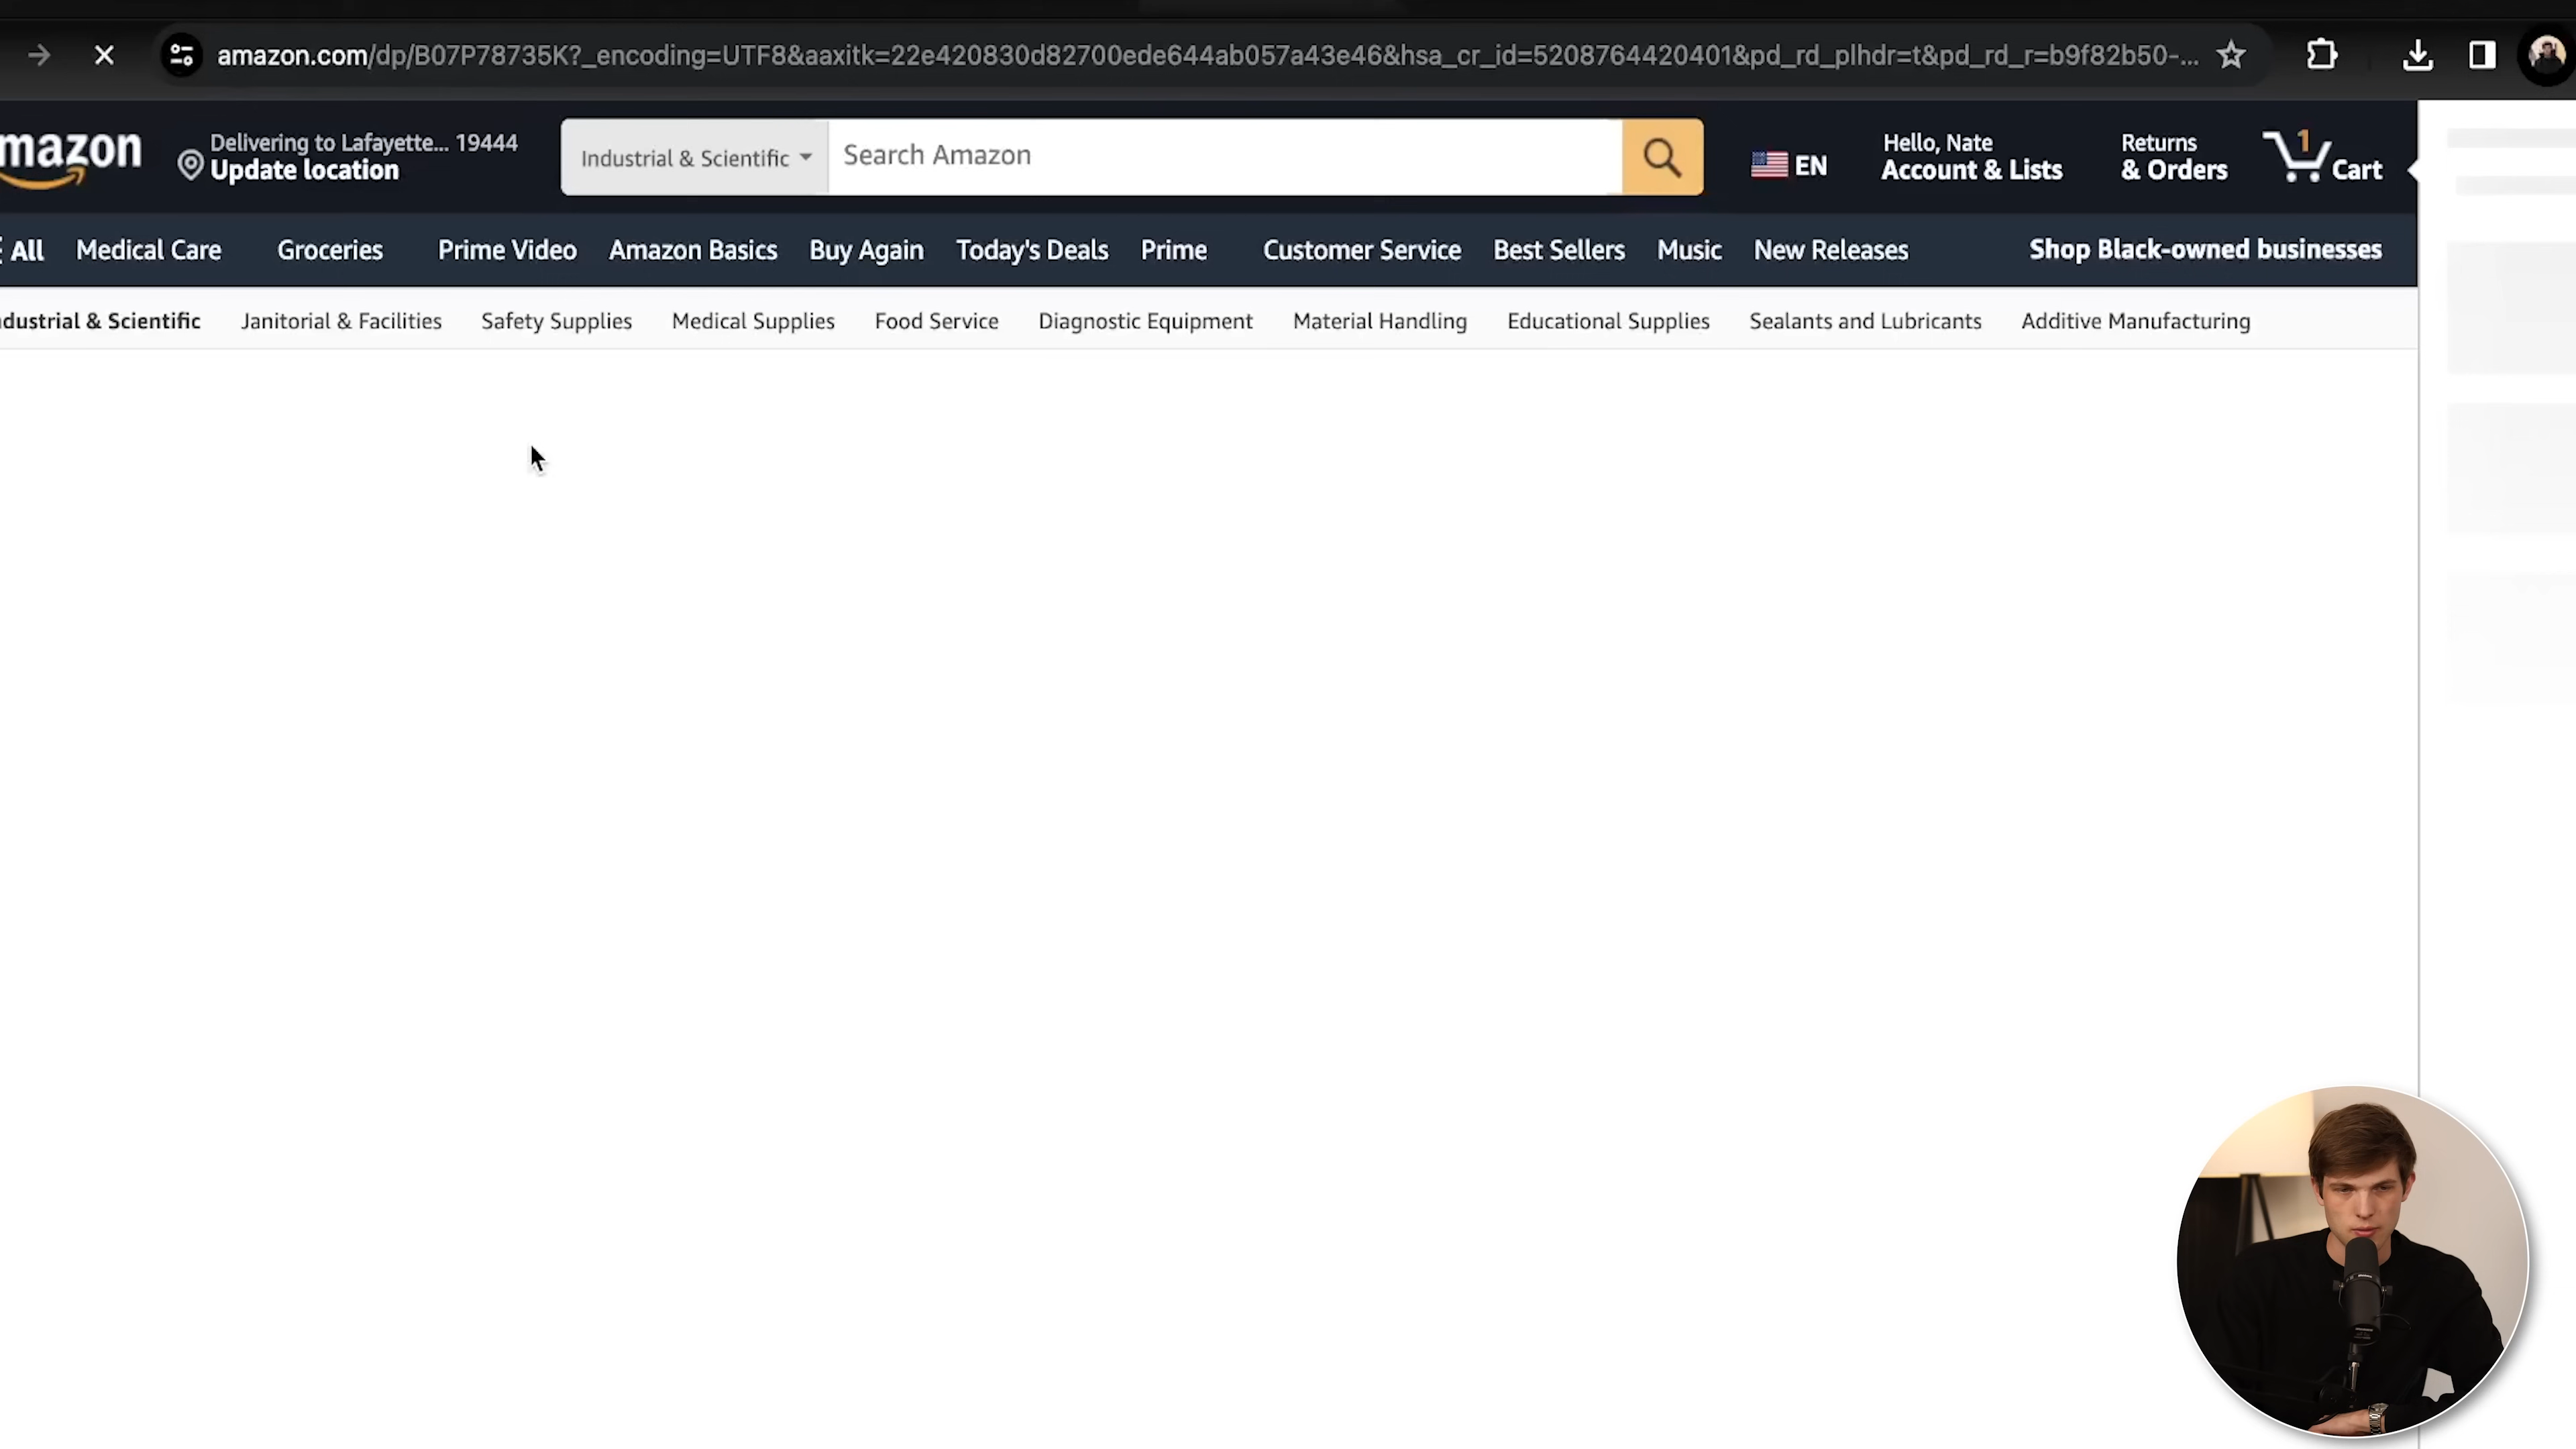 amazon.com/dp/B07P78735K?_encoding=UTF8&aaxitk=22e420830d82700ede644ab057a43e46&hsa_cr_id=5208764420401&pd_rd_plhdr=t&pd_rd_r=b9f82b50-...
mazon
Delivering to Lafayette... 19444
Update location
Industrial & Scientific
Search Amazon
EN
Hello, Nate
Account & Lists
Returns
& Orders
1
Cart
All Medical Care Groceries Prime Video Amazon Basics Buy Again Today's Deals Prime Customer Service Best Sellers Music New Releases Shop Black-owned businesses
dustrial & Scientific Janitorial & Facilities Safety Supplies Medical Supplies Food Service Diagnostic Equipment Material Handling Educational Supplies Sealants and Lubricants Additive Manufacturing